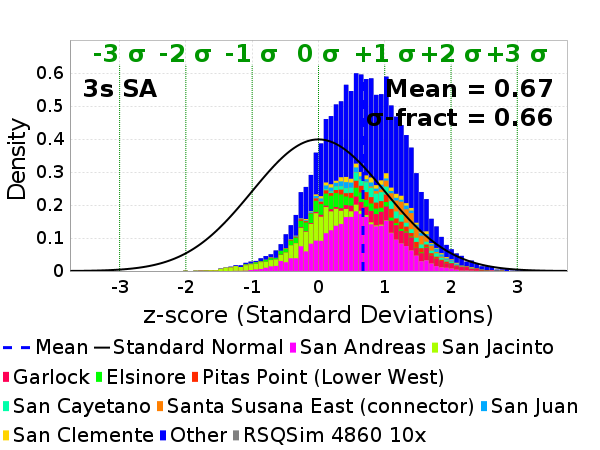 -3 σ -2 σ -1 σ 0 σ +1 σ +2 σ +3 σ
3s SA
Mean = 0.67
σ-fract = 0.66
0.6
0.5
0.4
0.3
0.2
0.1
0
Density
-3 -2 -1 0 1 2 3
z-score (Standard Deviations)
Mean Standard Normal San Andreas San Jacinto
Garlock Elsinore Pitas Point (Lower West)
San Cayetano Santa Susana East (connector) San Juan
San Clemente Other RSQSim 4860 10x